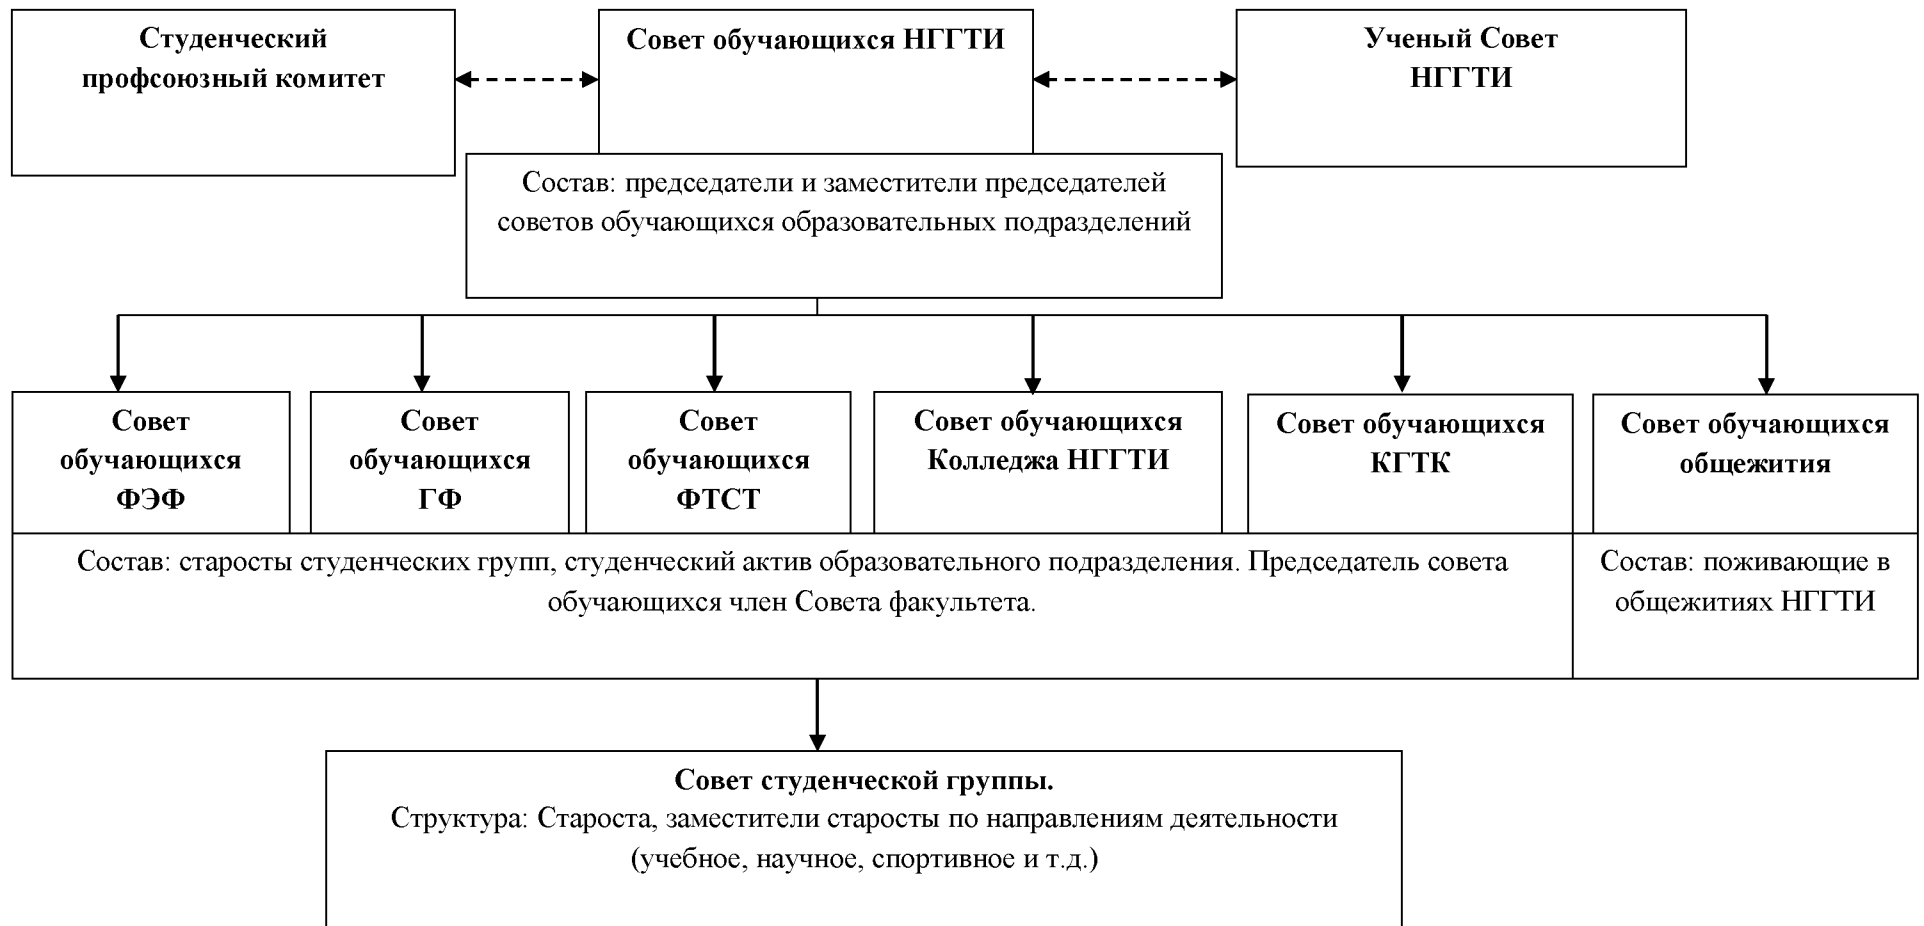 Студенческий
профсоюзный комитет
Совет обучающихся НГГТИ
Ученый Совет
НГГТИ
Состав: председатели и заместители председателей
советов обучающихся образовательных подразделений
Совет
обучающихся
ФЭФ
Совет
обучающихся
ГФ
Совет
обучающихся
ФТСТ
Совет обучающихся
Колледжа НГГТИ
Совет обучающихся
КГТК
Совет обучающихся
общежития
Состав: старосты студенческих групп, студенческий актив образовательного подразделения. Председатель совета
обучающихся член Совета факультета.
Состав: поживающие в
общежитиях НГГТИ
Совет студенческой группы.
Структура: Староста, заместители старосты по направлениям деятельности
(учебное, научное, спортивное и т.д.)